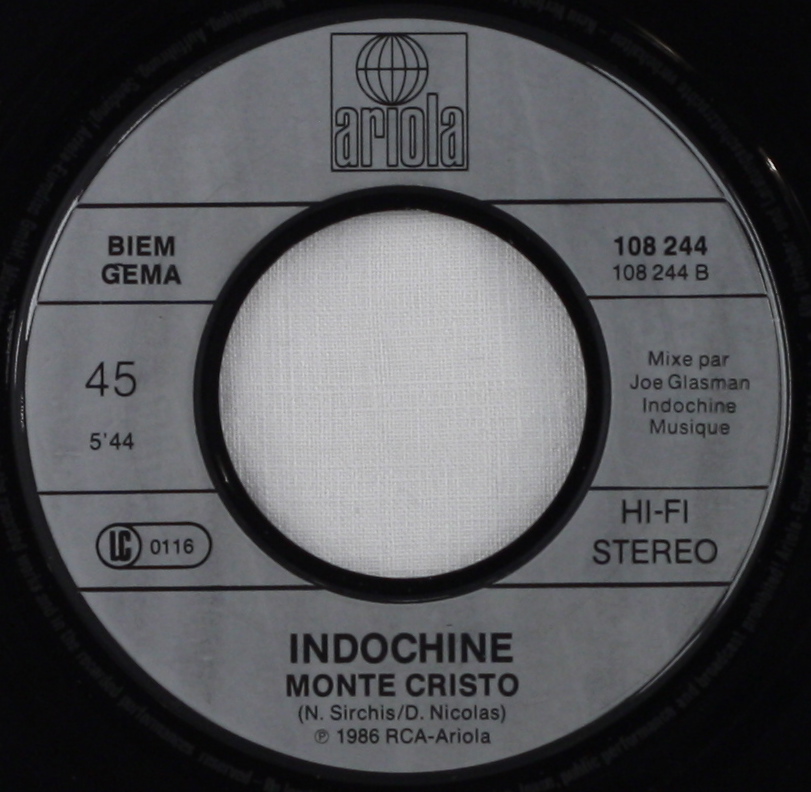 ariola
BIEM
GEMA
108 244
108 244 B
45
5'44
Mixe par
Joe Glasman
Indochine
Musique
LC 0116
HI-FI
STEREO
INDOCHINE
MONTE CRISTO
(N. Sirchis/D. Nicolas)
℗ 1986 RCA-Ariola